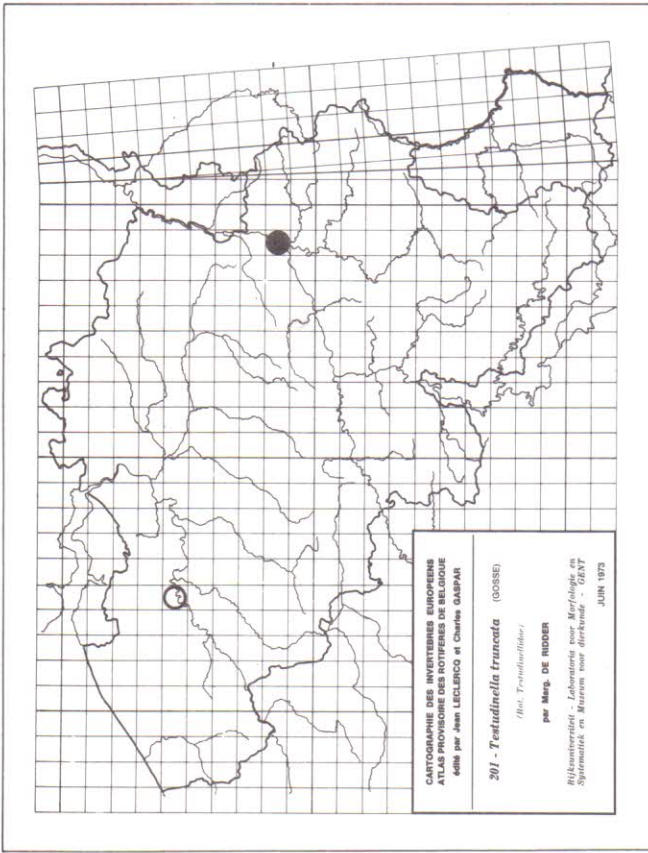 CARTOGRAPHIE DES INVERTEBRES EUROPEENS
ATLAS PROVISOIRE DES ROTIFERES DE BELGIQUE
édité par Jean LECLERCQ et Charles GASPAR
201 - Testudinella truncata (GOSSE)
(Rot. Testudinellidae)
par Marg. DE RIDDER
Rijksuniversiteit - Laboratoria voor Morfologie en
Systematiek en Museum voor dierkunde - GENT
JUIN 1973